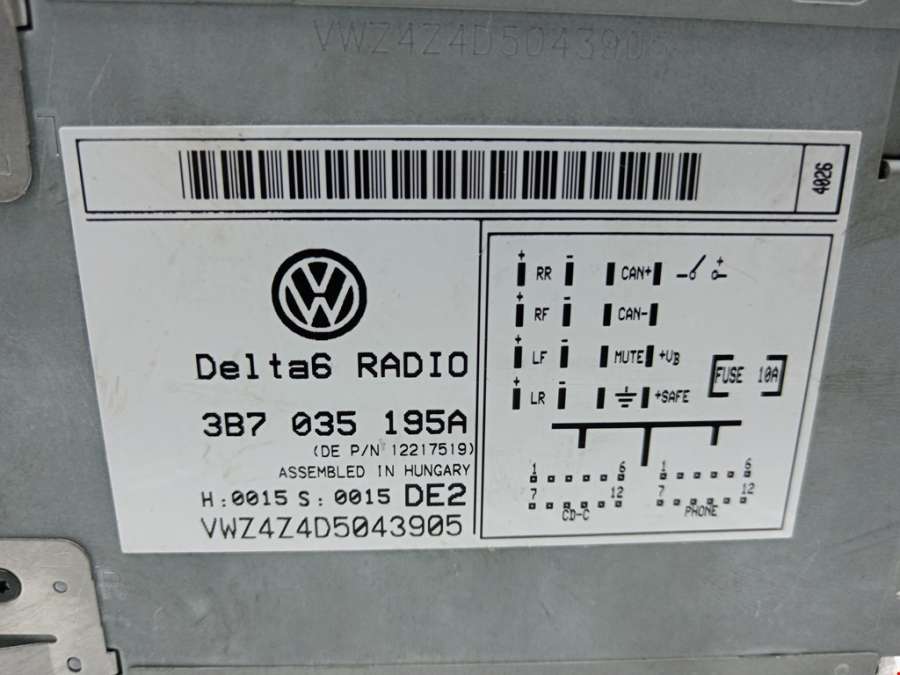 VWZ4Z4D5043905
4026
Delta6 RADIO
3B7 035 195A
(DE P/N 12217519)
ASSEMBLED IN HUNGARY
H:0015 S:0015 DE2
VWZ4Z4D5043905
+ RR - CAN+ +
+ RF - CAN-
+ LF - MUTE +UB
+ LR - +SAFE
FUSE 10A
1 6 1 6
7 12 7 12
CD-C PHONE